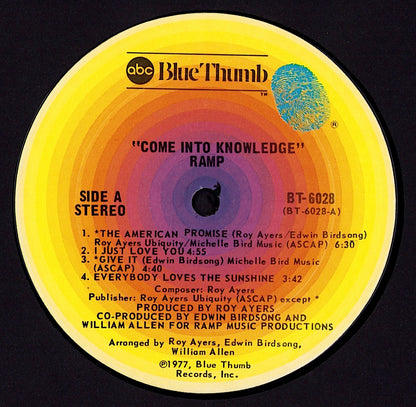 abc Blue Thumb
TM
®
"COME INTO KNOWLEDGE"
RAMP
SIDE A
STEREO
BT-6028
(BT-6028-A)
1. *THE AMERICAN PROMISE (Roy Ayers/Edwin Birdsong)
Roy Ayers Ubiquity/Michelle Bird Music (ASCAP) 6:30
2. I JUST LOVE YOU 4:55
3. *GIVE IT (Edwin Birdsong) Michelle Bird Music
(ASCAP) 4:40
4. EVERYBODY LOVES THE SUNSHINE 3:42
Composer: Roy Ayers
Publisher: Roy Ayers Ubiquity (ASCAP) except *
PRODUCED BY ROY AYERS
CO-PRODUCED BY EDWIN BIRDSONG AND
WILLIAM ALLEN FOR RAMP MUSIC PRODUCTIONS
Arranged by Roy Ayers, Edwin Birdsong,
William Allen
℗1977, Blue Thumb
Records, Inc.